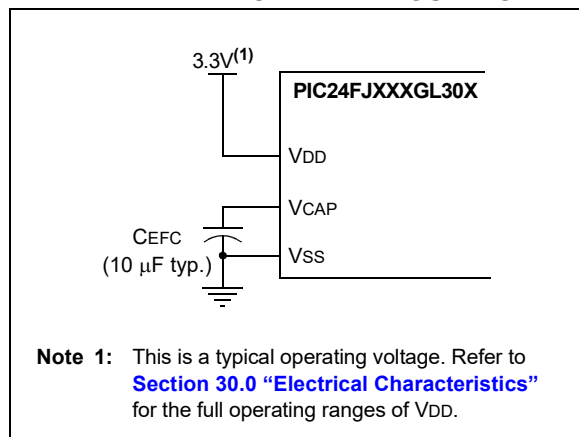 3.3V(1)
PIC24FJXXXGL30X
VDD
VCAP
CEFC
(10 μF typ.)
VSS
Note 1: This is a typical operating voltage. Refer to
Section 30.0 “Electrical Characteristics”
for the full operating ranges of VDD.